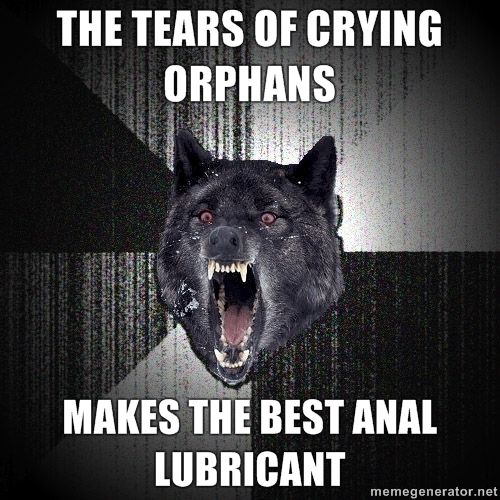 THE TEARS OF CRYING
ORPHANS
MAKES THE BEST ANAL
LUBRICANT
memegenerator.net